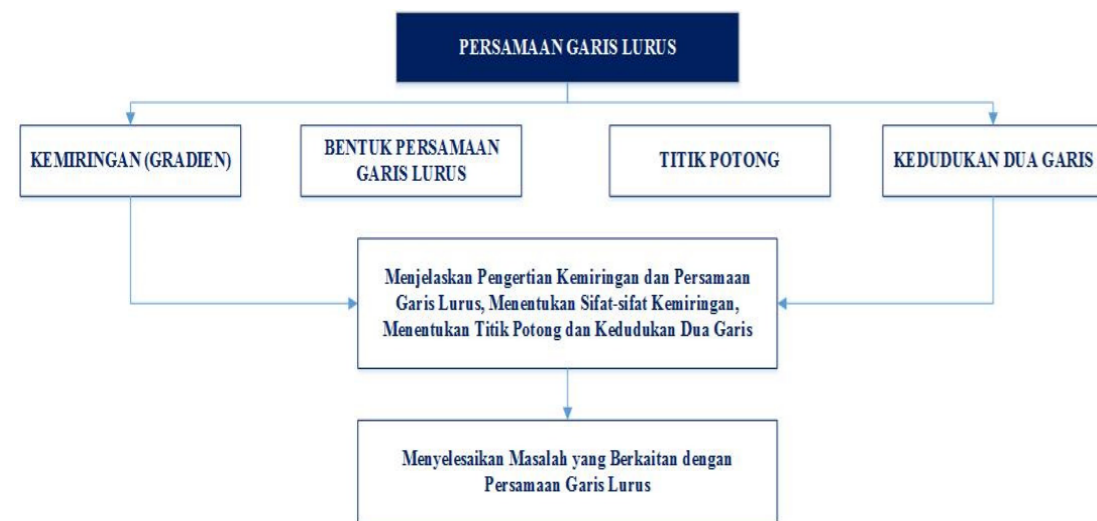 PERSAMAAN GARIS LURUS
KEMIRINGAN (GRADIEN)
BENTUK PERSAMAAN
GARIS LURUS
TITIK POTONG
KEDUDUKAN DUA GARIS
Menjelaskan Pengertian Kemiringan dan Persamaan
Garis Lurus, Menentukan Sifat-sifat Kemiringan,
Menentukan Titik Potong dan Kedudukan Dua Garis
Menyelesaikan Masalah yang Berkaitan dengan
Persamaan Garis Lurus